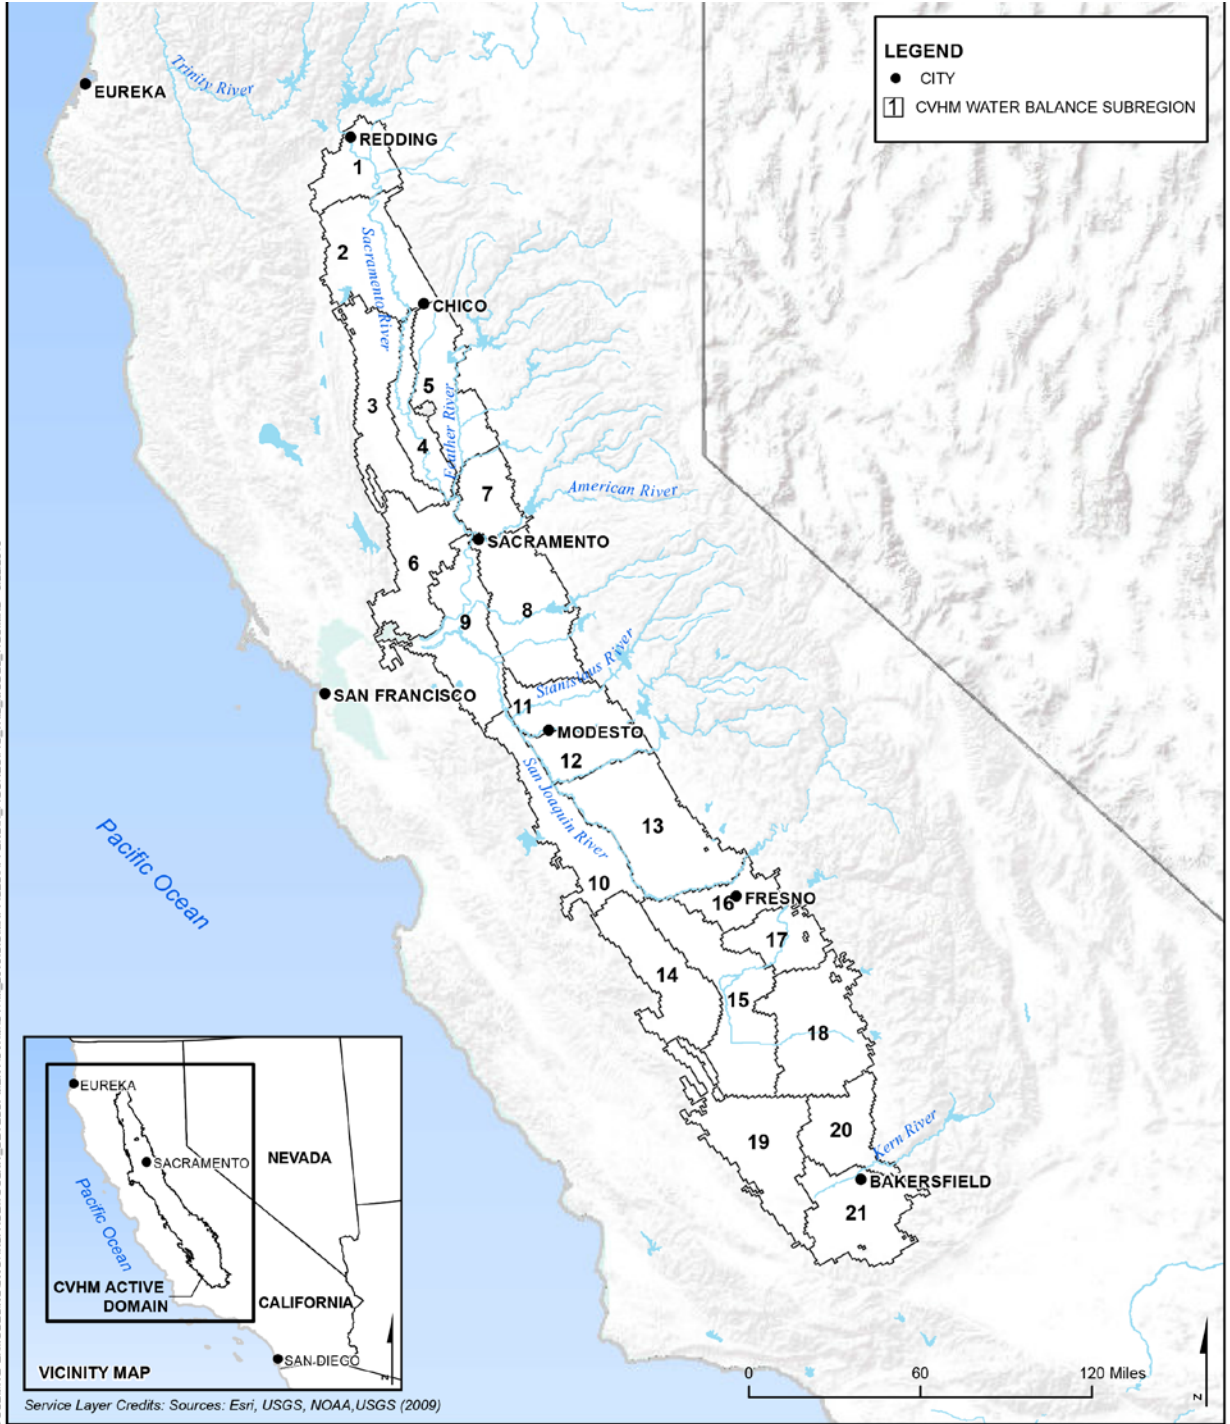 LEGEND
CITY
1 CVHM WATER BALANCE SUBREGION
Trinity River
EUREKA
REDDING
1
2
Sacramento River
CHICO
5
3
Feather River
4
7
American River
SACRAMENTO
6
8
9
Stanislaus River
SAN FRANCISCO
11
MODESTO
12
San Joaquin River
13
Pacific Ocean
10
16
FRESNO
17
14
15
18
19
20
Kern River
BAKERSFIELD
21
EUREKA
SACRAMENTO
NEVADA
Pacific Ocean
CVHM ACTIVE
DOMAIN
CALIFORNIA
SAN DIEGO
VICINITY MAP
N
0 60 120 Miles
N
Service Layer Credits: Sources: Esri, USGS, NOAA,USGS (2009)